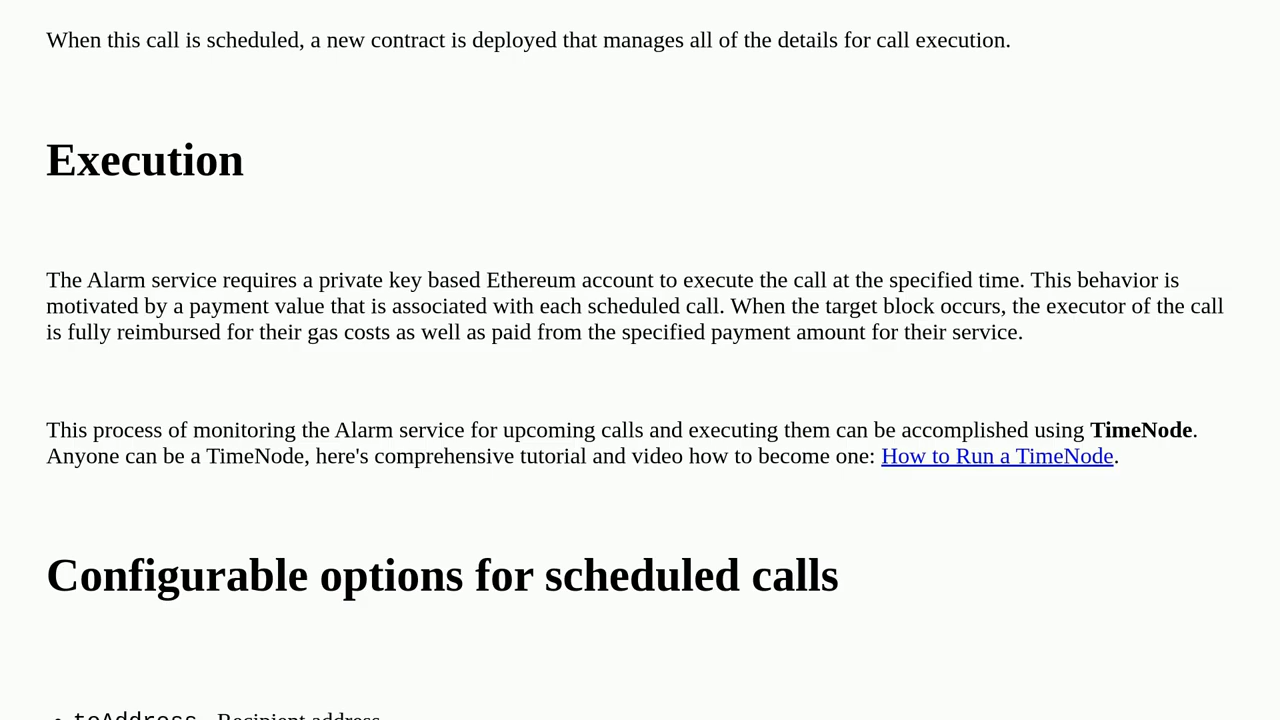 When this call is scheduled, a new contract is deployed that manages all of the details for call execution.
Execution
The Alarm service requires a private key based Ethereum account to execute the call at the specified time. This behavior is
motivated by a payment value that is associated with each scheduled call. When the target block occurs, the executor of the call
is fully reimbursed for their gas costs as well as paid from the specified payment amount for their service.
This process of monitoring the Alarm service for upcoming calls and executing them can be accomplished using TimeNode.
Anyone can be a TimeNode, here's comprehensive tutorial and video how to become one: How to Run a TimeNode.
Configurable options for scheduled calls
• toAddress - Recipient address